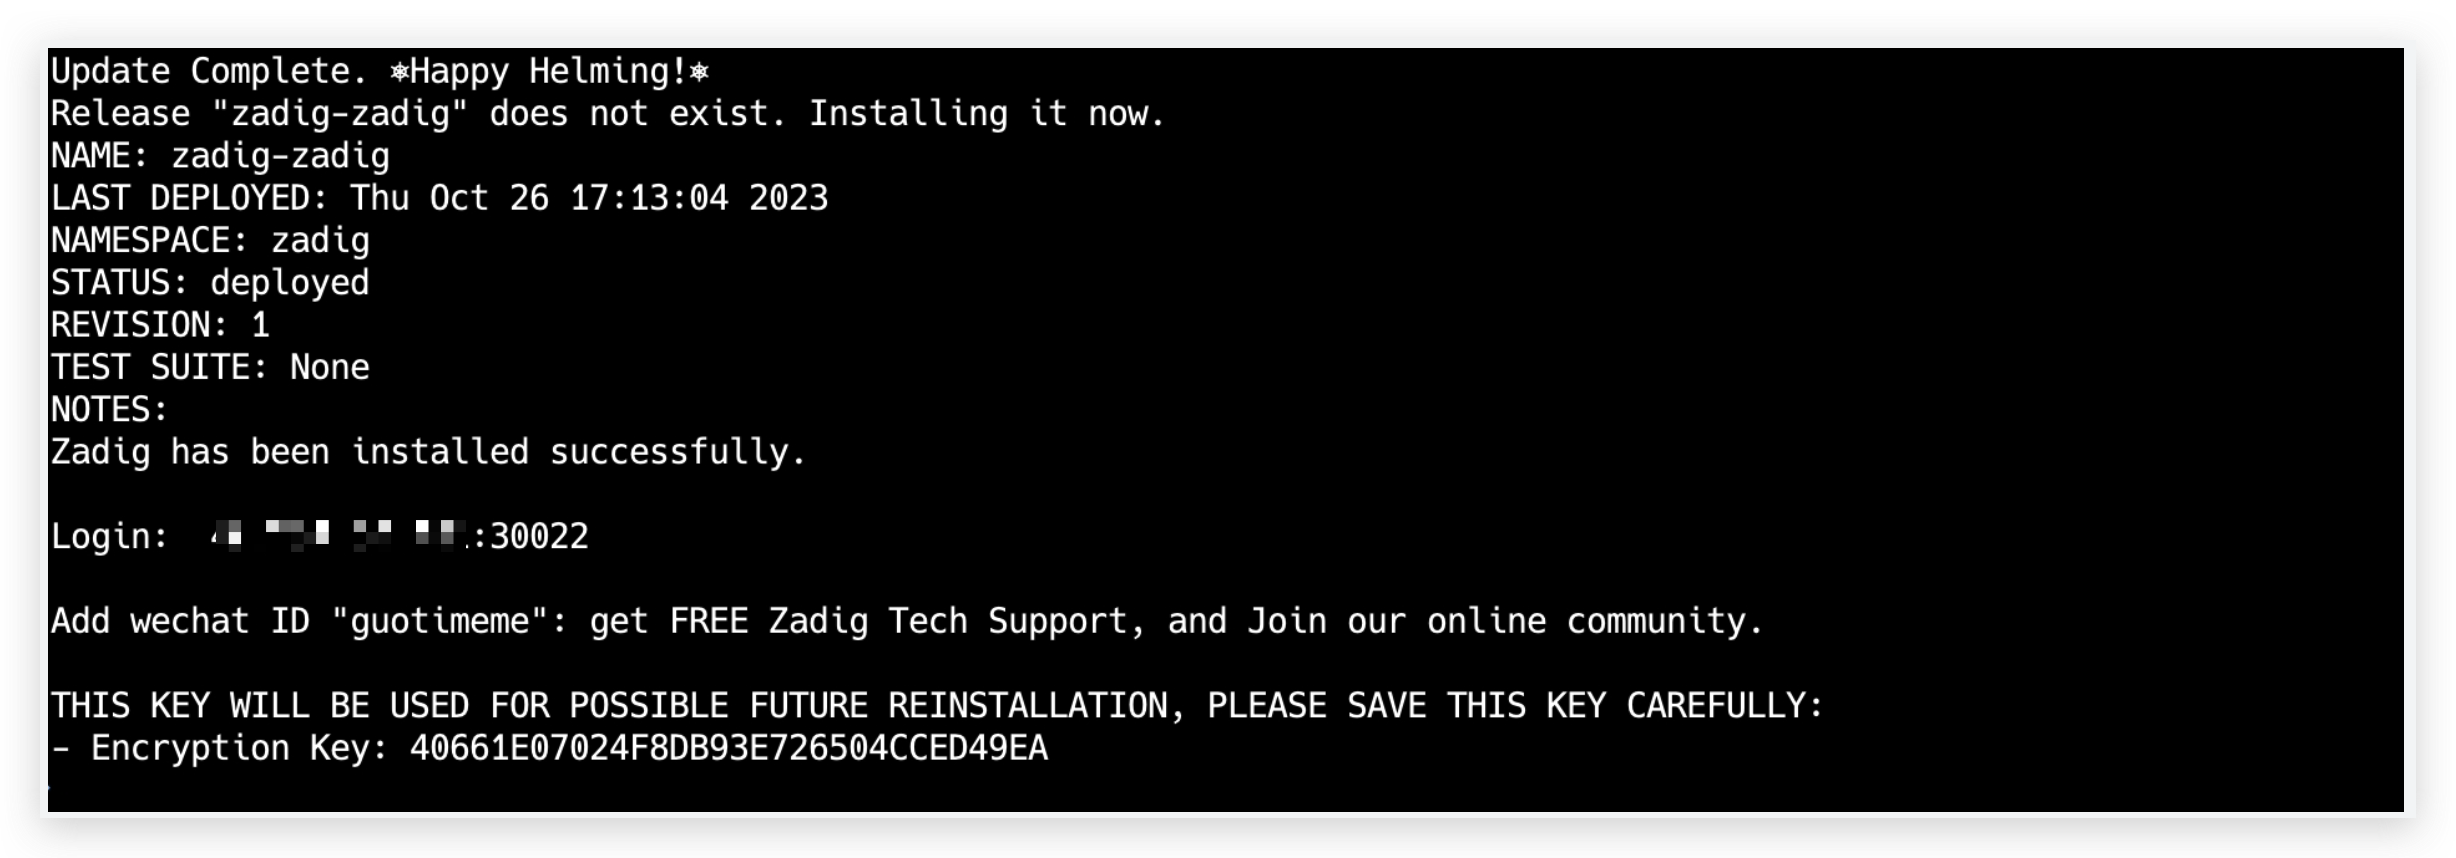 Update Complete. ⎈Happy Helming!⎈
Release "zadig-zadig" does not exist. Installing it now.
NAME: zadig-zadig
LAST DEPLOYED: Thu Oct 26 17:13:04 2023
NAMESPACE: zadig
STATUS: deployed
REVISION: 1
TEST SUITE: None
NOTES:
Zadig has been installed successfully.
Login: :30022
Add wechat ID "guotimeme": get FREE Zadig Tech Support, and Join our online community.
THIS KEY WILL BE USED FOR POSSIBLE FUTURE REINSTALLATION, PLEASE SAVE THIS KEY CAREFULLY:
- Encryption Key: 40661E07024F8DB93E726504CCED49EA